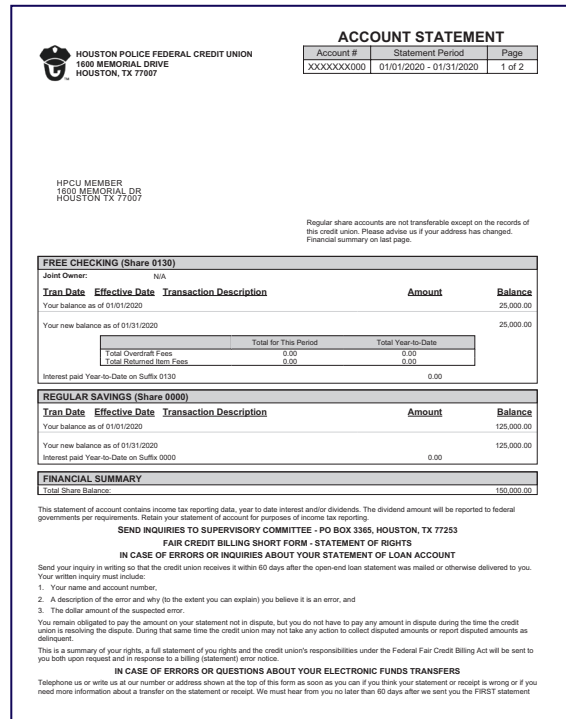 ACCOUNT STATEMENT
HOUSTON POLICE FEDERAL CREDIT UNION
1600 MEMORIAL DRIVE
HOUSTON, TX 77007
Account # Statement Period Page
XXXXXXX000 01/01/2020 - 01/31/2020 1 of 2
HPCU MEMBER
1600 MEMORIAL DR
HOUSTON TX 77007
Regular share accounts are not transferable except on the records of
this credit union. Please advise us if your address has changed.
Financial summary on last page.
FREE CHECKING (Share 0130)
Joint Owner: N/A
Tran Date Effective Date Transaction Description Amount Balance
Your balance as of 01/01/2020 25,000.00
Your new balance as of 01/31/2020 25,000.00
Total for This Period Total Year-to-Date
Total Overdraft Fees 0.00 0.00
Total Returned Item Fees 0.00 0.00
Interest paid Year-to-Date on Suffix 0130 0.00
REGULAR SAVINGS (Share 0000)
Tran Date Effective Date Transaction Description Amount Balance
Your balance as of 01/01/2020 125,000.00
Your new balance as of 01/31/2020 125,000.00
Interest paid Year-to-Date on Suffix 0000 0.00
FINANCIAL SUMMARY
Total Share Balance: 150,000.00
This statement of account contains income tax reporting data, year to date interest and/or dividends. The dividend amount will be reported to federal
governments per requirements. Retain your statement of account for purposes of income tax reporting.
SEND INQUIRIES TO SUPERVISORY COMMITTEE - PO BOX 3365, HOUSTON, TX 77253
FAIR CREDIT BILLING SHORT FORM - STATEMENT OF RIGHTS
IN CASE OF ERRORS OR INQUIRIES ABOUT YOUR STATEMENT OF LOAN ACCOUNT
Send your inquiry in writing so that the credit union receives it within 60 days after the open-end loan statement was mailed or otherwise delivered to you.
Your written inquiry must include:
1. Your name and account number,
2. A description of the error and why (to the extent you can explain) you believe it is an error, and
3. The dollar amount of the suspected error.
You remain obligated to pay the amount on your statement not in dispute, but you do not have to pay any amount in dispute during the time the credit
union is resolving the dispute. During that same time the credit union may not take any action to collect disputed amounts or report disputed amounts as
delinquent.
This is a summary of your rights, a full statement of you rights and the credit union's responsibilities under the Federal Fair Credit Billing Act will be sent to
you both upon request and in response to a billing (statement) error notice.
IN CASE OF ERRORS OR QUESTIONS ABOUT YOUR ELECTRONIC FUNDS TRANSFERS
Telephone us or write us at our number or address shown at the top of this form as soon as you can if you think your statement or receipt is wrong or if you
need more information about a transfer on the statement or receipt. We must hear from you no later than 60 days after we sent you the FIRST statement